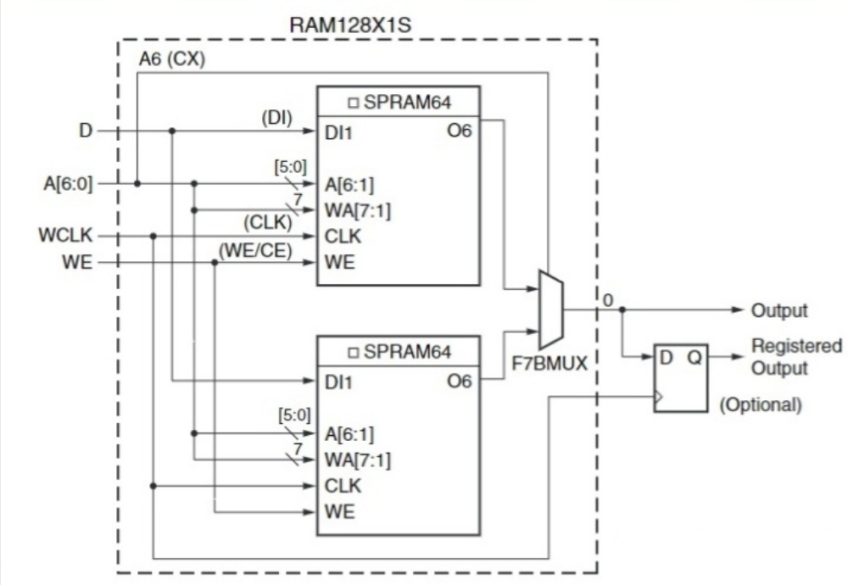 RAM128X1S
A6 (CX)
□ SPRAM64
D
(DI)
DI1
O6
A[6:0]
[5:0]
A[6:1]
7
WA[7:1]
WCLK
(CLK)
CLK
WE
(WE/CE)
WE
0
Output
F7BMUX
D Q
Registered
Output
(Optional)
□ SPRAM64
DI1
O6
[5:0]
A[6:1]
7
WA[7:1]
CLK
WE